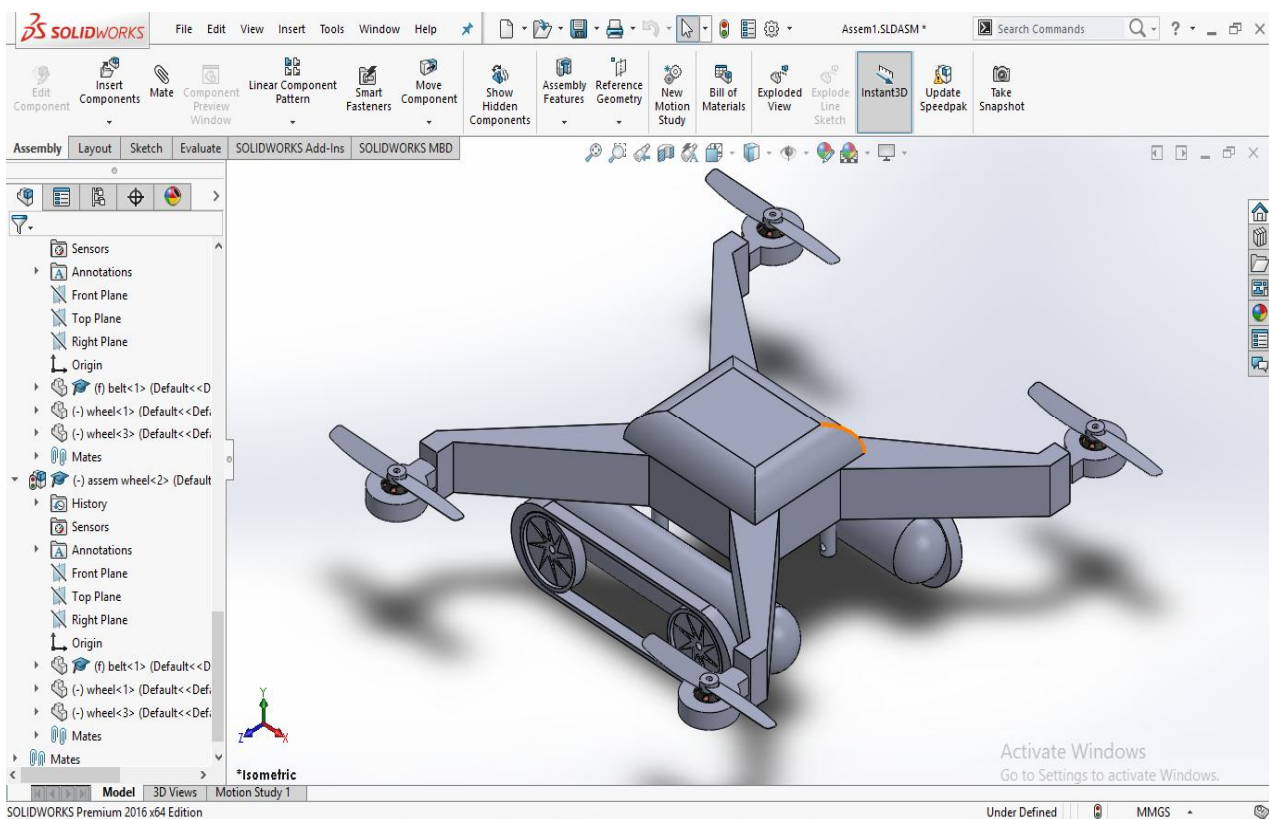 SOLIDWORKS File Edit View Insert Tools Window Help Assem1.SLDASM * Search Commands ?
Edit Component
Insert Components
Mate
Component Preview Window
Linear Component Pattern
Smart Fasteners
Move Component
Show Hidden Components
Assembly Features
Reference Geometry
New Motion Study
Bill of Materials
Exploded View
Explode Line Sketch
Instant3D
Update Speedpak
Take Snapshot
Assembly Layout Sketch Evaluate SOLIDWORKS Add-Ins SOLIDWORKS MBD
Sensors
Annotations
Front Plane
Top Plane
Right Plane
Origin
(f) belt<1> (Default<<D
(-) wheel<1> (Default<<Def
(-) wheel<3> (Default<<Def
Mates
(-) assem wheel<2> (Default
History
Sensors
Annotations
Front Plane
Top Plane
Right Plane
Origin
(f) belt<1> (Default<<D
(-) wheel<1> (Default<<Def
(-) wheel<3> (Default<<Def
Mates
Mates
Y
Z X
*Isometric
Activate Windows
Go to Settings to activate Windows.
Model 3D Views Motion Study 1
SOLIDWORKS Premium 2016 x64 Edition Under Defined MMGS